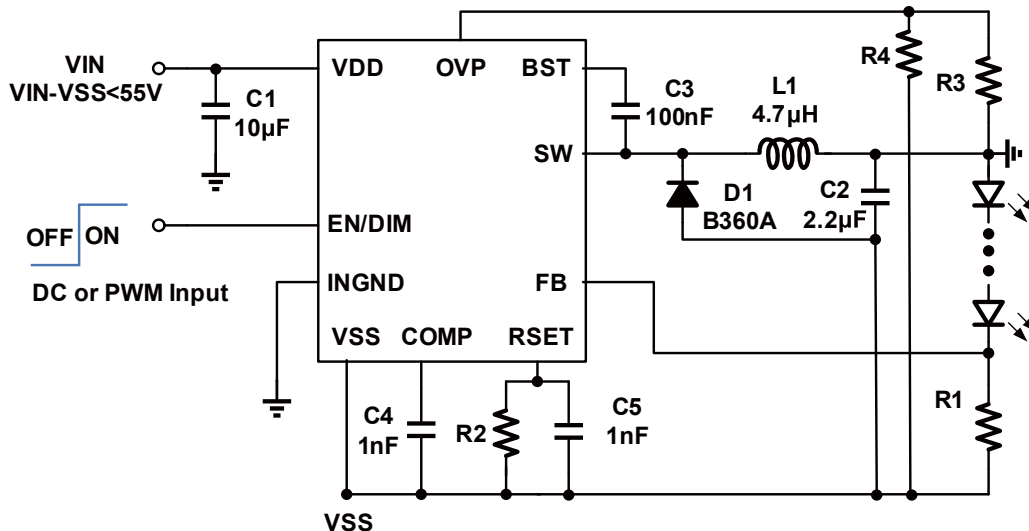 VIN
VIN-VSS<55V
C1
10µF
VDD
OVP
BST
C3
100nF
L1
4.7µH
R4
R3
SW
D1
B360A
C2
2.2µF
OFF
ON
EN/DIM
DC or PWM Input
INGND
FB
VSS
COMP
RSET
C4
1nF
R2
C5
1nF
R1
VSS